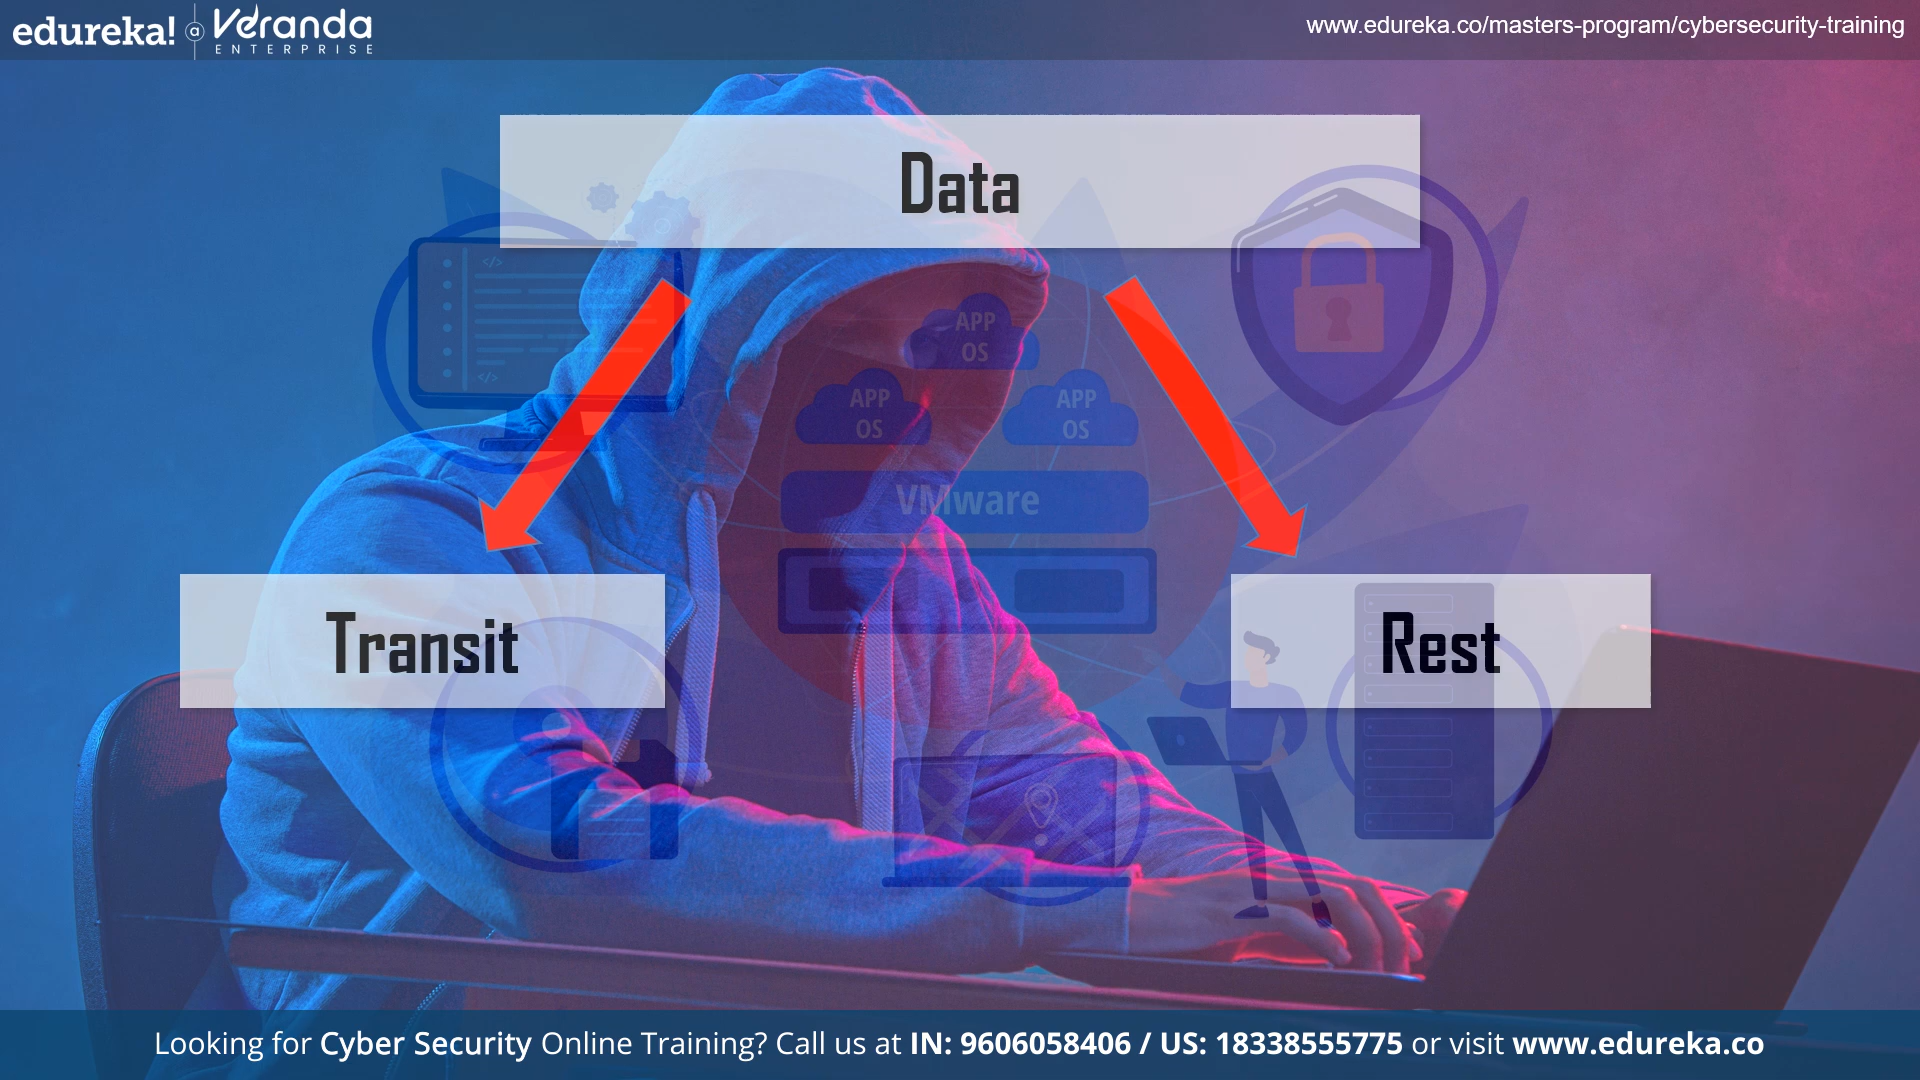 edureka! a Veranda
ENTERPRISE
www.edureka.co/masters-program/cybersecurity-training
Data
</>
APP
OS
</>
APP
OS
APP
OS
VMware
Transit
Rest
Looking for Cyber Security Online Training? Call us at IN: 9606058406 / US: 18338555775 or visit www.edureka.co